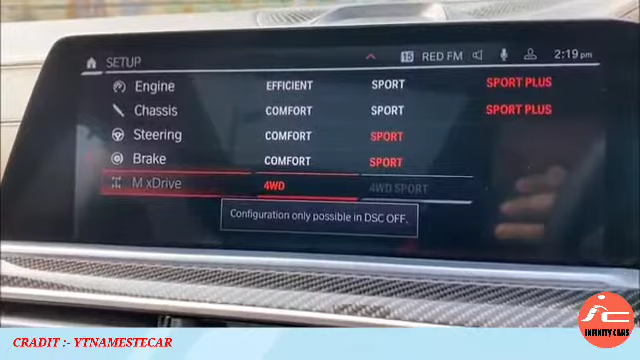 SETUP 15 RED FM 2:19 pm
Engine EFFICIENT SPORT SPORT PLUS
Chassis COMFORT SPORT SPORT PLUS
Steering COMFORT SPORT
Brake COMFORT SPORT
M xDrive 4WD 4WD SPORT
Configuration only possible in DSC OFF.
CRADIT :- YTNAMESTECAR
INFINITY CARS